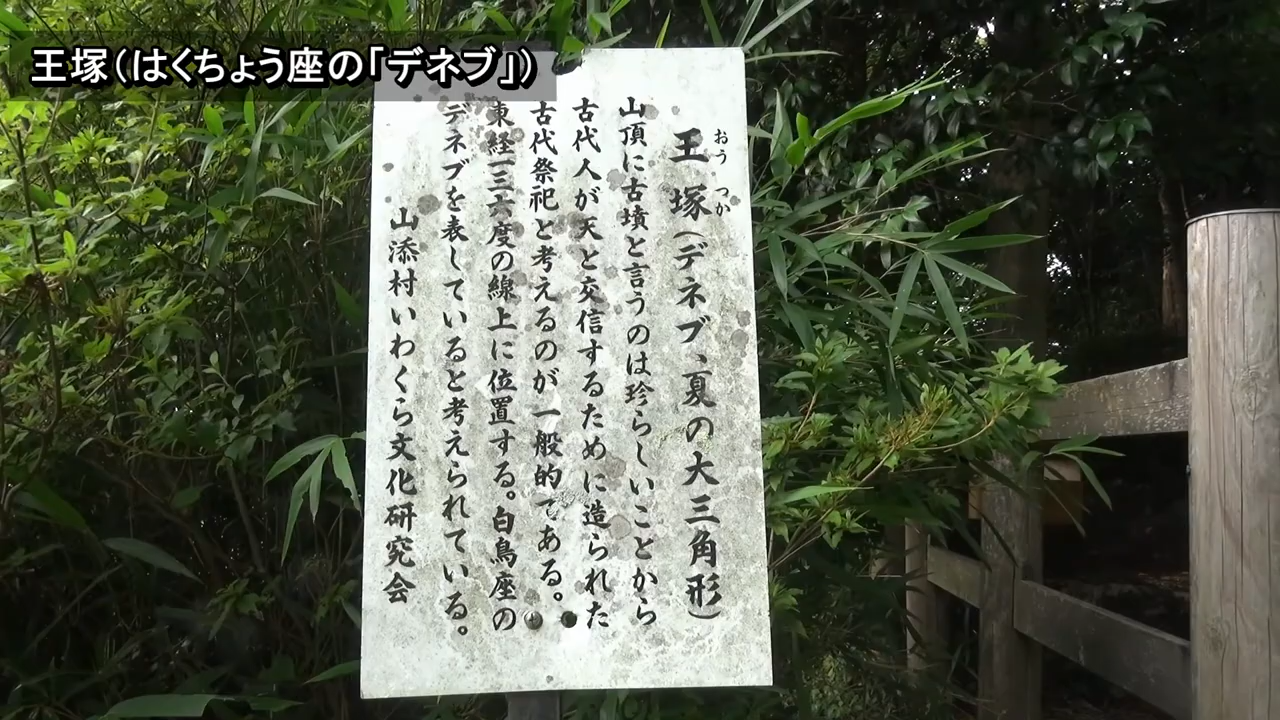 王塚（はくちょう座の「デネブ」）
王塚（デネブ、夏の大三角形）
おうつか
山頂に古墳と言うのは珍らしいことから
古代人が天と交信するために造られた
古代祭祀と考えるのが一般的である。
東経一三六度の線上に位置する。白鳥座の
デネブを表していると考えられている。
山添村いわくら文化研究会